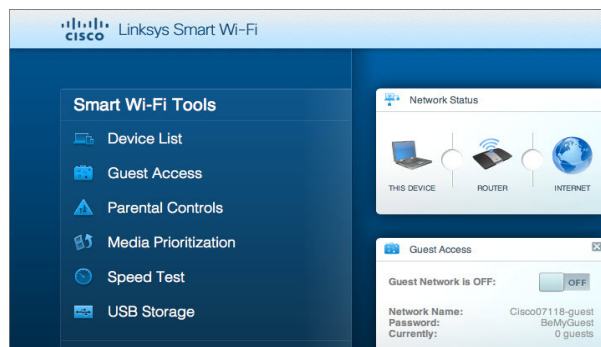 CISCO Linksys Smart Wi-Fi
Smart Wi-Fi Tools
Device List
Guest Access
Parental Controls
Media Prioritization
Speed Test
USB Storage
Network Status
THIS DEVICE ROUTER INTERNET
Guest Access
Guest Network is OFF: OFF
Network Name: Cisco07118-guest
Password: BeMyGuest
Currently: 0 guests